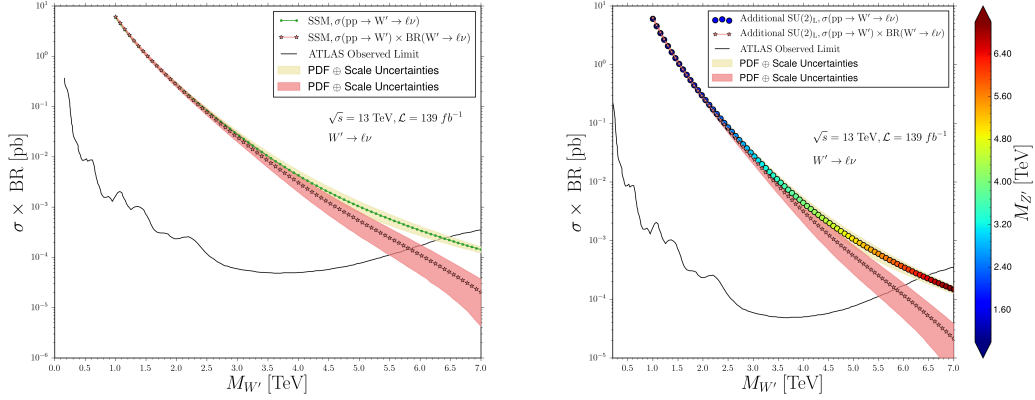 SSM, σ(pp → W′ → ℓν)
SSM, σ(pp → W′) × BR(W′ → ℓν)
ATLAS Observed Limit
PDF ⊕ Scale Uncertainties
PDF ⊕ Scale Uncertainties
√s = 13 TeV, ℒ = 139 fb⁻¹
W′ → ℓν
σ × BR [pb]
10¹
10⁰
10⁻¹
10⁻²
10⁻³
10⁻⁴
10⁻⁵
10⁻⁶
0.0 0.5 1.0 1.5 2.0 2.5 3.0 3.5 4.0 4.5 5.0 5.5 6.0 6.5 7.0
M_W′ [TeV]
Additional SU(2)_L, σ(pp → W′ → ℓν)
Additional SU(2)_L, σ(pp → W′) × BR(W′ → ℓν)
ATLAS Observed Limit
PDF ⊕ Scale Uncertainties
PDF ⊕ Scale Uncertainties
√s = 13 TeV, ℒ = 139 fb⁻¹
W′ → ℓν
σ × BR [pb]
10¹
10⁰
10⁻¹
10⁻²
10⁻³
10⁻⁴
10⁻⁵
0.5 1.0 1.5 2.0 2.5 3.0 3.5 4.0 4.5 5.0 5.5 6.0 6.5 7.0
M_W′ [TeV]
6.40
5.60
4.80
4.00
3.20
2.40
1.60
M_Z′ [TeV]